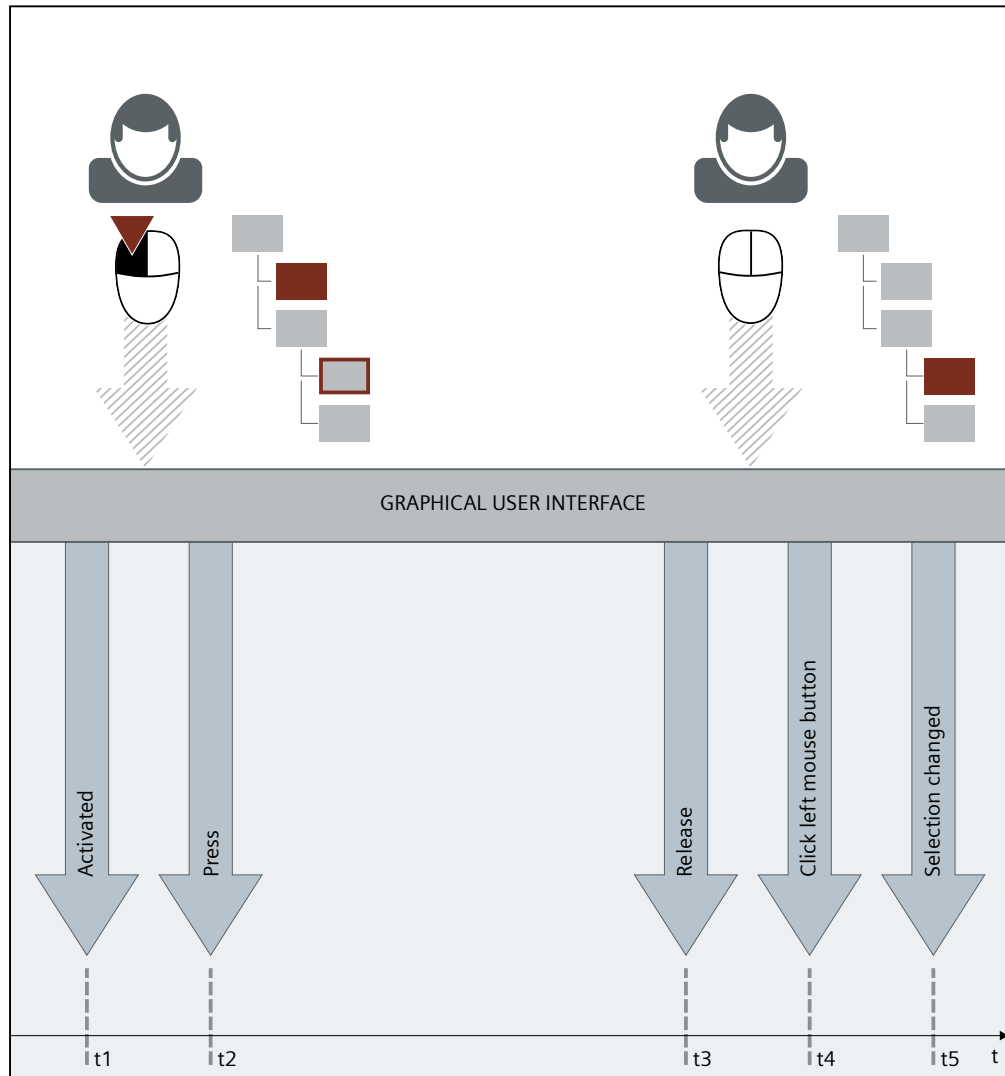 GRAPHICAL USER INTERFACE
Activated
Press
Release
Click left mouse button
Selection changed
t1
t2
t3
t4
t5
t